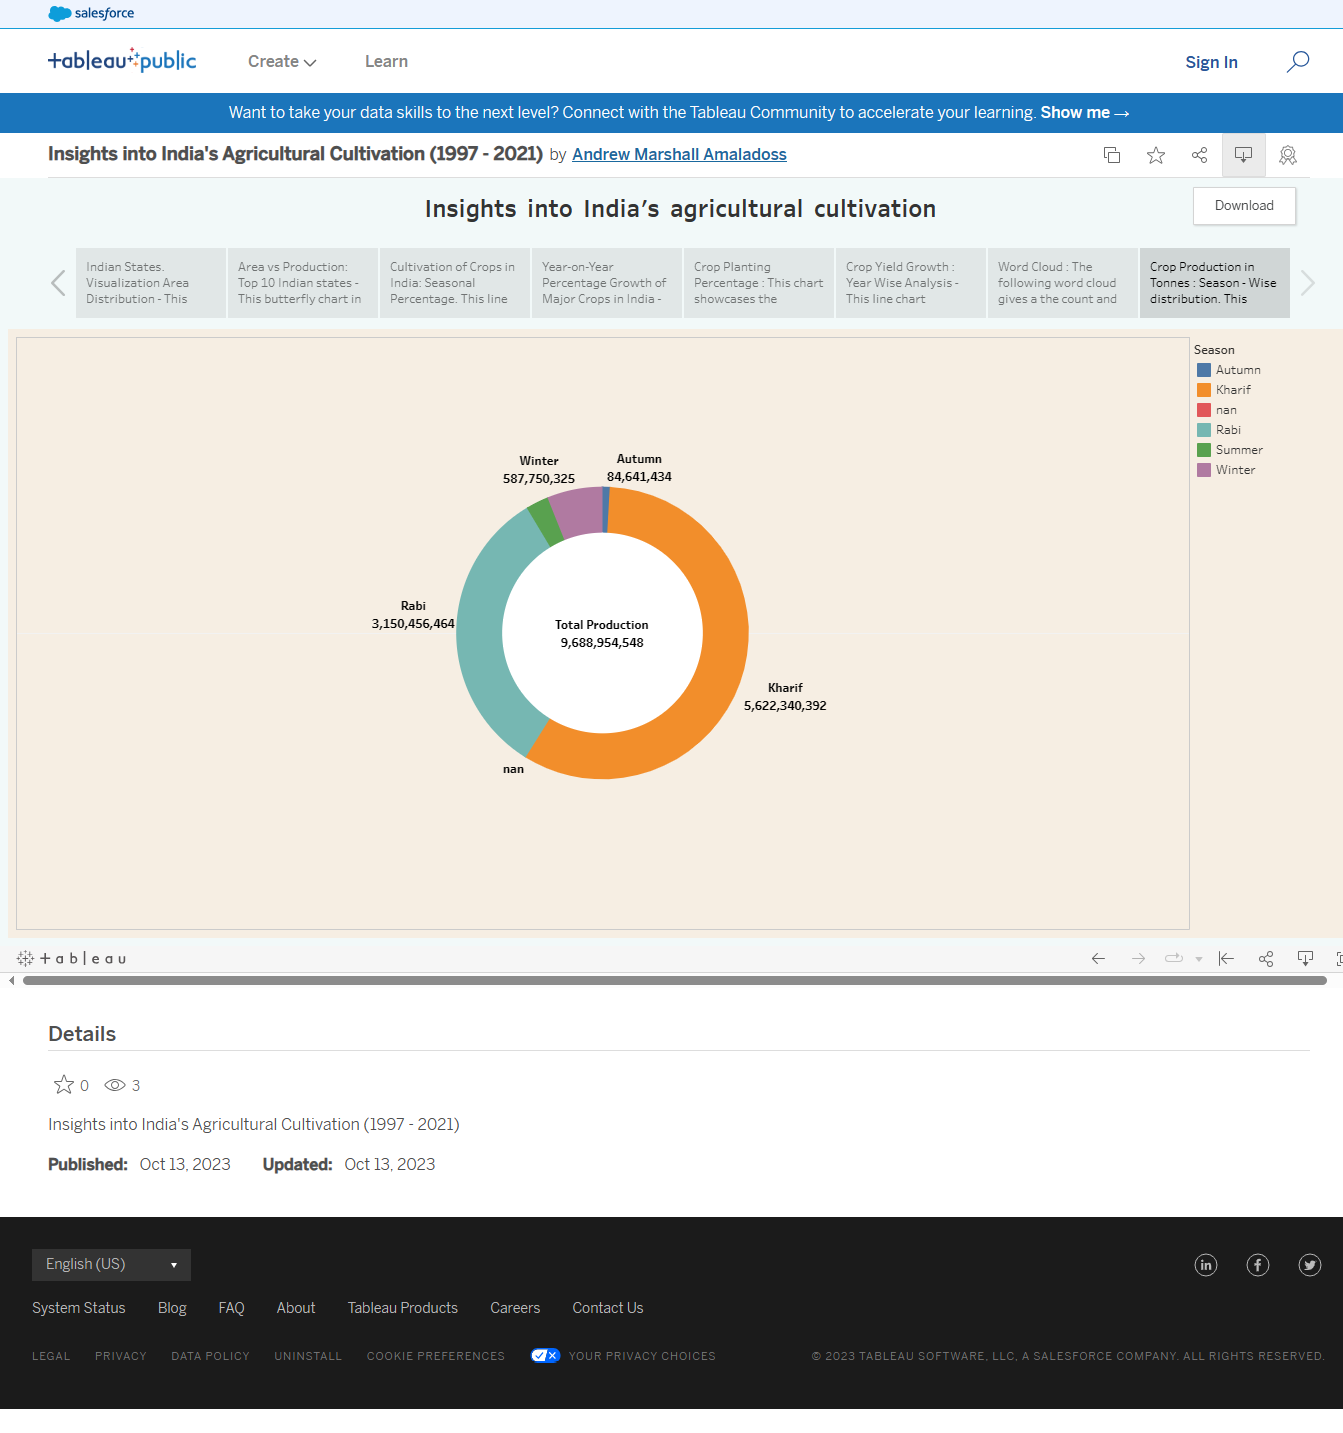 salesforce
+ableau+public
Create
Learn
Sign In
Want to take your data skills to the next level? Connect with the Tableau Community to accelerate your learning. Show me →
Insights into India's Agricultural Cultivation (1997 - 2021) by Andrew Marshall Amaladoss
Insights into India's agricultural cultivation
Download
Indian States.
Visualization Area
Distribution - This
Area vs Production:
Top 10 Indian states -
This butterfly chart in
Cultivation of Crops in
India: Seasonal
Percentage. This line
Year-on-Year
Percentage Growth of
Major Crops in India -
Crop Planting
Percentage : This chart
showcases the
Crop Yield Growth :
Year Wise Analysis -
This line chart
Word Cloud : The
following word cloud
gives a the count and
Crop Production in
Tonnes : Season - Wise
distribution. This
Season
Autumn
Kharif
nan
Rabi
Summer
Winter
Winter
587,750,325
Autumn
84,641,434
Rabi
3,150,456,464
Total Production
9,688,954,548
Kharif
5,622,340,392
nan
+ableau
Details
0
3
Insights into India's Agricultural Cultivation (1997 - 2021)
Published: Oct 13, 2023 Updated: Oct 13, 2023
English (US)
System Status Blog FAQ About Tableau Products Careers Contact Us
LEGAL PRIVACY DATA POLICY UNINSTALL COOKIE PREFERENCES YOUR PRIVACY CHOICES © 2023 TABLEAU SOFTWARE, LLC, A SALESFORCE COMPANY. ALL RIGHTS RESERVED.